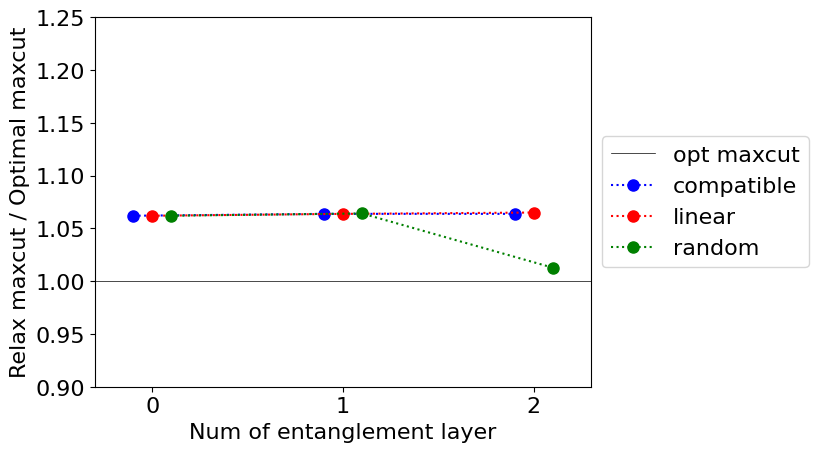 Relax maxcut / Optimal maxcut
1.25
1.20
1.15
1.10
1.05
1.00
0.95
0.90
0 1 2
Num of entanglement layer
opt maxcut
compatible
linear
random